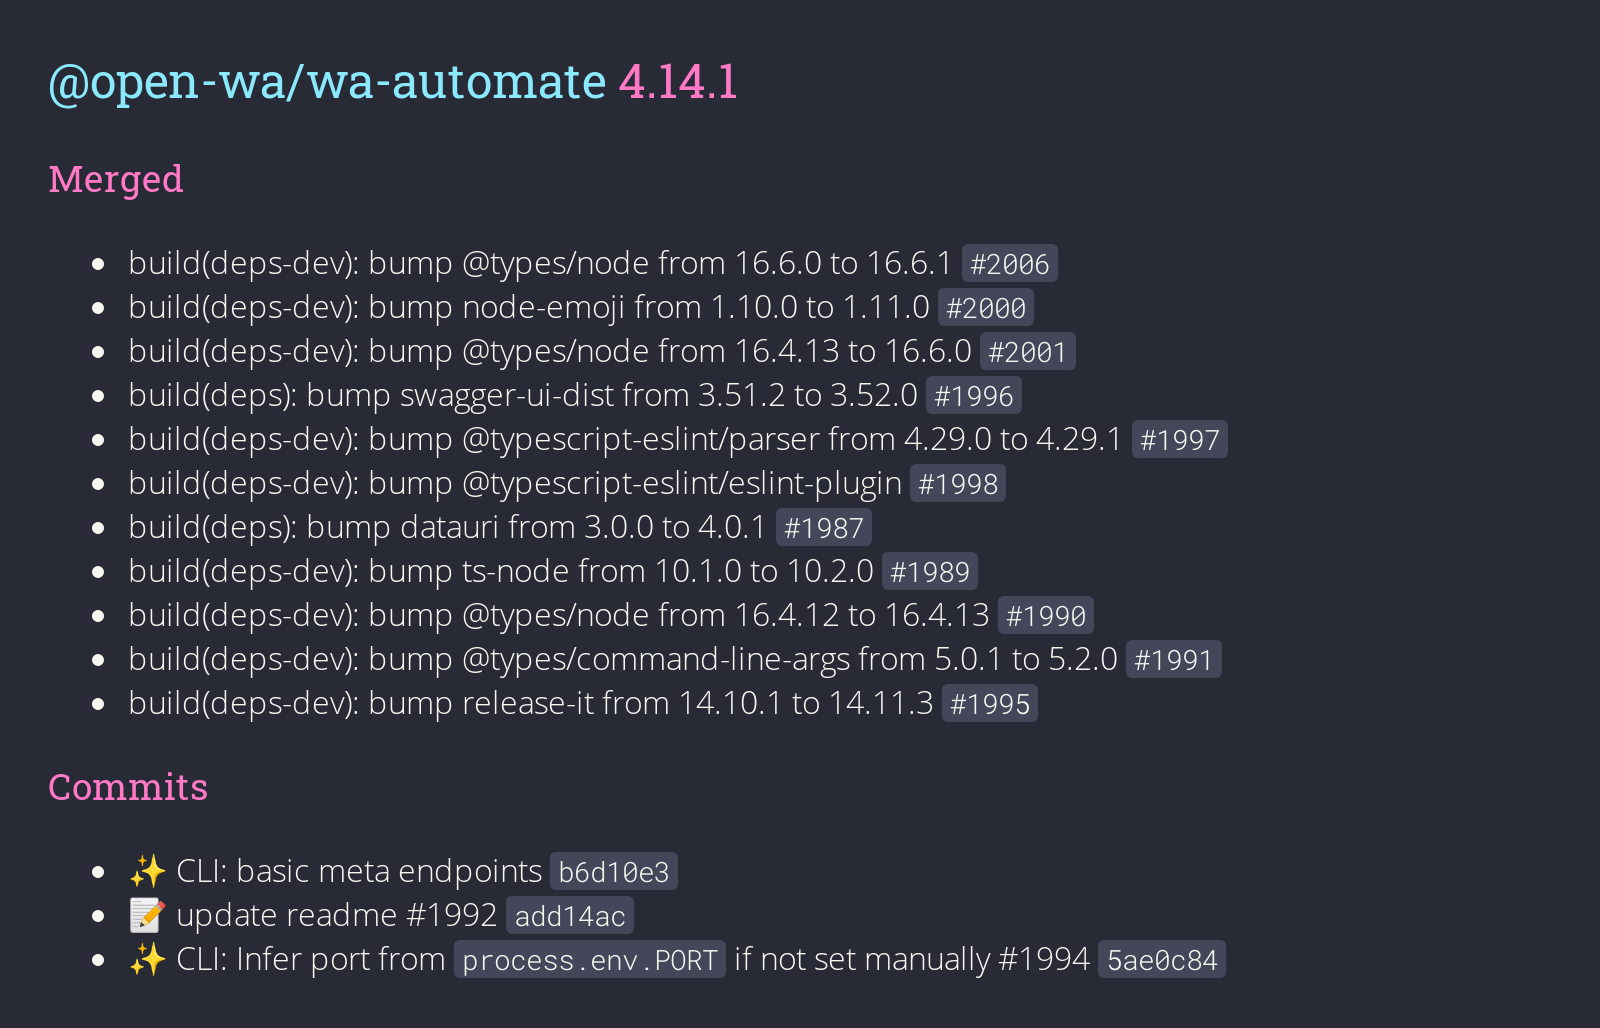 @open-wa/wa-automate 4.14.1
Merged
build(deps-dev): bump @types/node from 16.6.0 to 16.6.1 #2006
build(deps-dev): bump node-emoji from 1.10.0 to 1.11.0 #2000
build(deps-dev): bump @types/node from 16.4.13 to 16.6.0 #2001
build(deps): bump swagger-ui-dist from 3.51.2 to 3.52.0 #1996
build(deps-dev): bump @typescript-eslint/parser from 4.29.0 to 4.29.1 #1997
build(deps-dev): bump @typescript-eslint/eslint-plugin #1998
build(deps): bump datauri from 3.0.0 to 4.0.1 #1987
build(deps-dev): bump ts-node from 10.1.0 to 10.2.0 #1989
build(deps-dev): bump @types/node from 16.4.12 to 16.4.13 #1990
build(deps-dev): bump @types/command-line-args from 5.0.1 to 5.2.0 #1991
build(deps-dev): bump release-it from 14.10.1 to 14.11.3 #1995
Commits
✨ CLI: basic meta endpoints b6d10e3
📝 update readme #1992 add14ac
✨ CLI: Infer port from process.env.PORT if not set manually #1994 5ae0c84